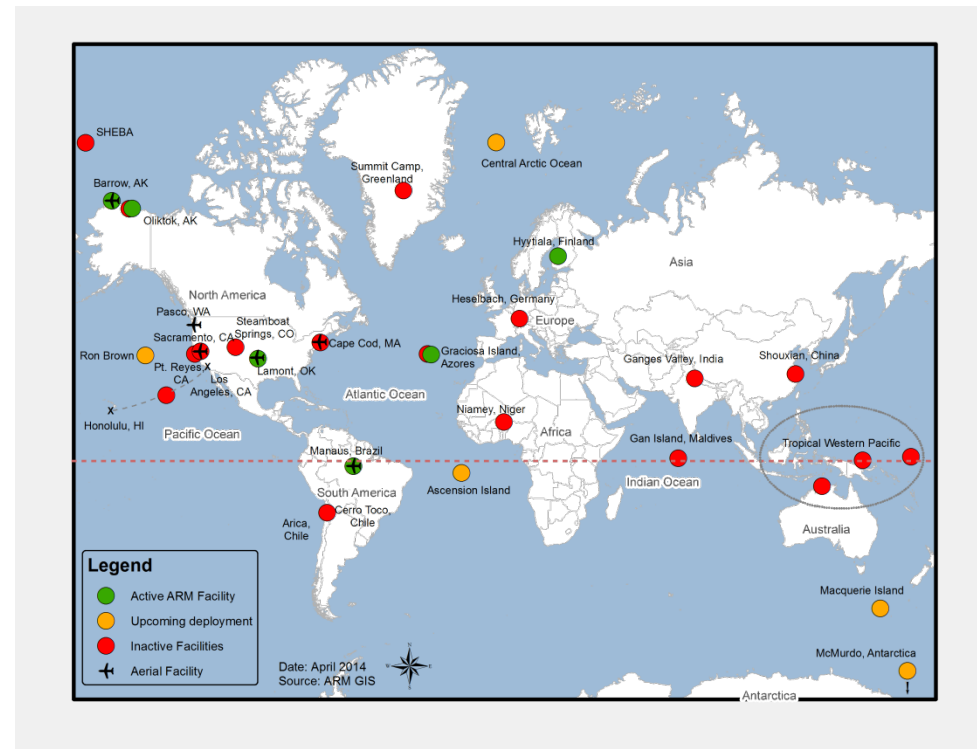 SHEBA
Central Arctic Ocean
Summit Camp,
Greenland
Barrow, AK
Oliktok, AK
Hyytiala, Finland
Asia
North America
Pasco, WA
Steamboat
Springs, CO
Heselbach, Germany
Europe
Sacramento, CA
Cape Cod, MA
Ron Brown
Pt. Reyes,
CA
Los
Angeles, CA
x
Lamont, OK
Graciosa Island,
Azores
Ganges Valley, India
Shouxian, China
Atlantic Ocean
x
Honolulu, HI
Niamey, Niger
Africa
Pacific Ocean
Gan Island, Maldives
Tropical Western Pacific
Manaus, Brazil
Ascension Island
Indian Ocean
South America
Cerro Toco,
Chile
Arica,
Chile
Australia
Macquerie Island
McMurdo, Antarctica
Antarctica
Legend
Active ARM Facility
Upcoming deployment
Inactive Facilities
Aerial Facility
Date: April 2014
Source: ARM GIS
N
W
E
S